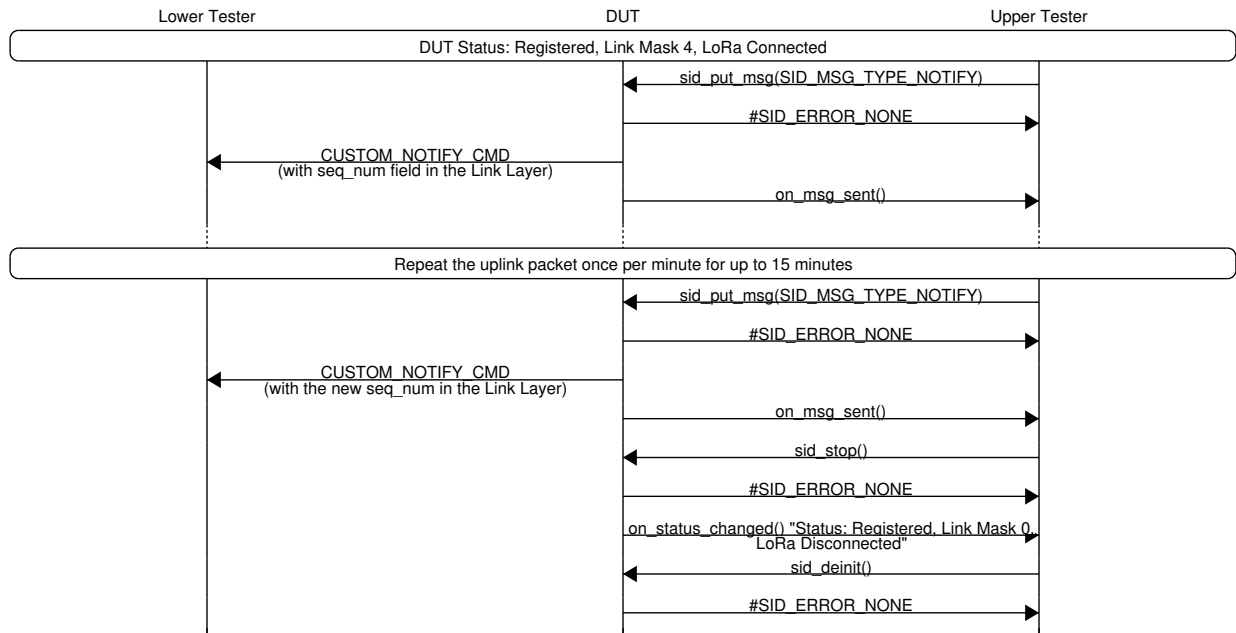 Lower Tester DUT Upper Tester
DUT Status: Registered, Link Mask 4, LoRa Connected
sid_put_msg(SID_MSG_TYPE_NOTIFY)
#SID_ERROR_NONE
CUSTOM_NOTIFY_CMD
(with seq_num field in the Link Layer)
on_msg_sent()
Repeat the uplink packet once per minute for up to 15 minutes
sid_put_msg(SID_MSG_TYPE_NOTIFY)
#SID_ERROR_NONE
CUSTOM_NOTIFY_CMD
(with the new seq_num in the Link Layer)
on_msg_sent()
sid_stop()
#SID_ERROR_NONE
on_status_changed() "Status: Registered, Link Mask 0,
LoRa Disconnected"
sid_deinit()
#SID_ERROR_NONE